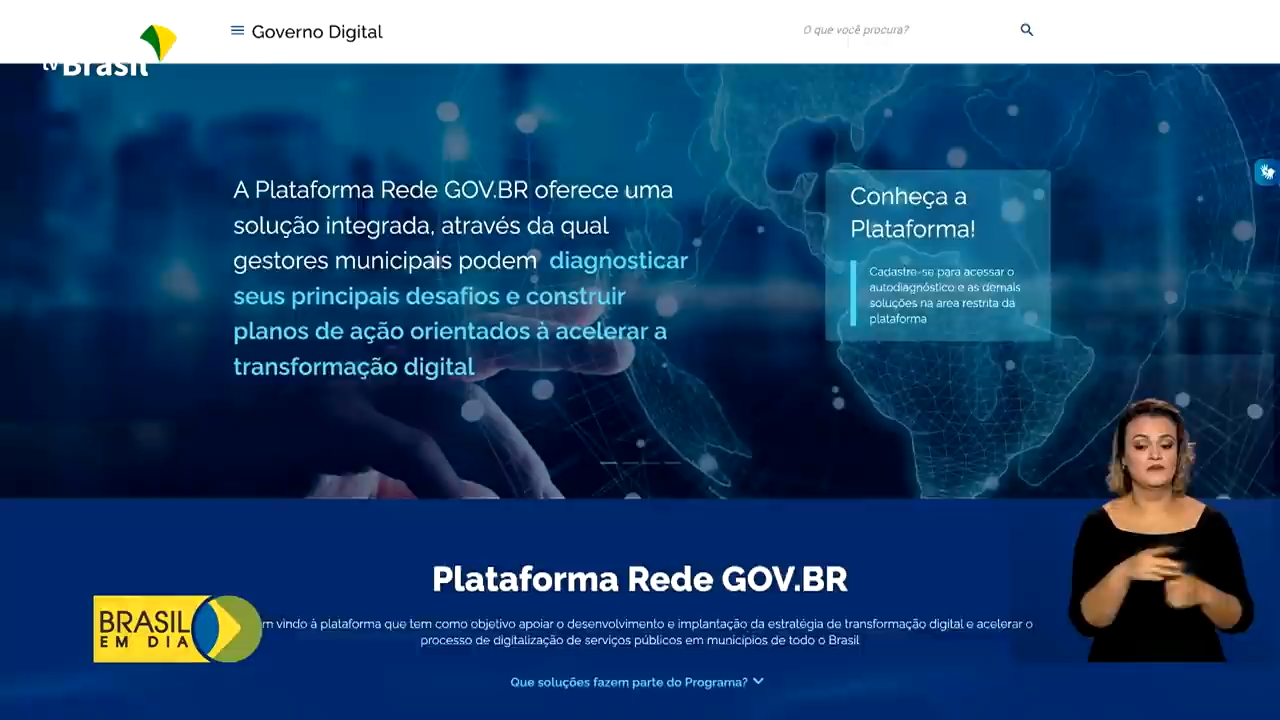 Governo Digital
O que você procura?
tv Brasil
A Plataforma Rede GOV.BR oferece uma
solução integrada, através da qual
gestores municipais podem diagnosticar
seus principais desafios e construir
planos de ação orientados à acelerar a
transformação digital
Conheça a
Plataforma!
Cadastre-se para acessar o
autodiagnóstico e as demais
soluções na area restrita da
plataforma
Plataforma Rede GOV.BR
BRASIL
EM DIA
m vindo à plataforma que tem como objetivo apoiar o desenvolvimento e implantação da estratégia de transformação digital e acelerar o
processo de digitalização de serviços públicos em municípios de todo o Brasil
Que soluções fazem parte do Programa?